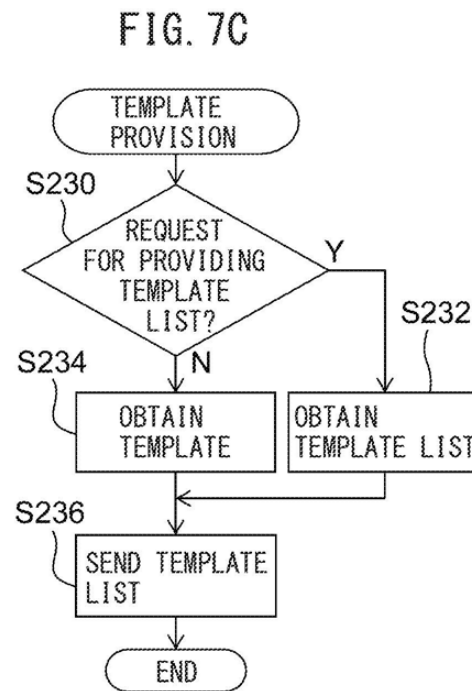 FIG. 7C
TEMPLATE
PROVISION
S230
REQUEST
FOR PROVIDING
TEMPLATE
LIST?
Y
N
S232
S234
OBTAIN
TEMPLATE
OBTAIN
TEMPLATE LIST
S236
SEND TEMPLATE
LIST
END